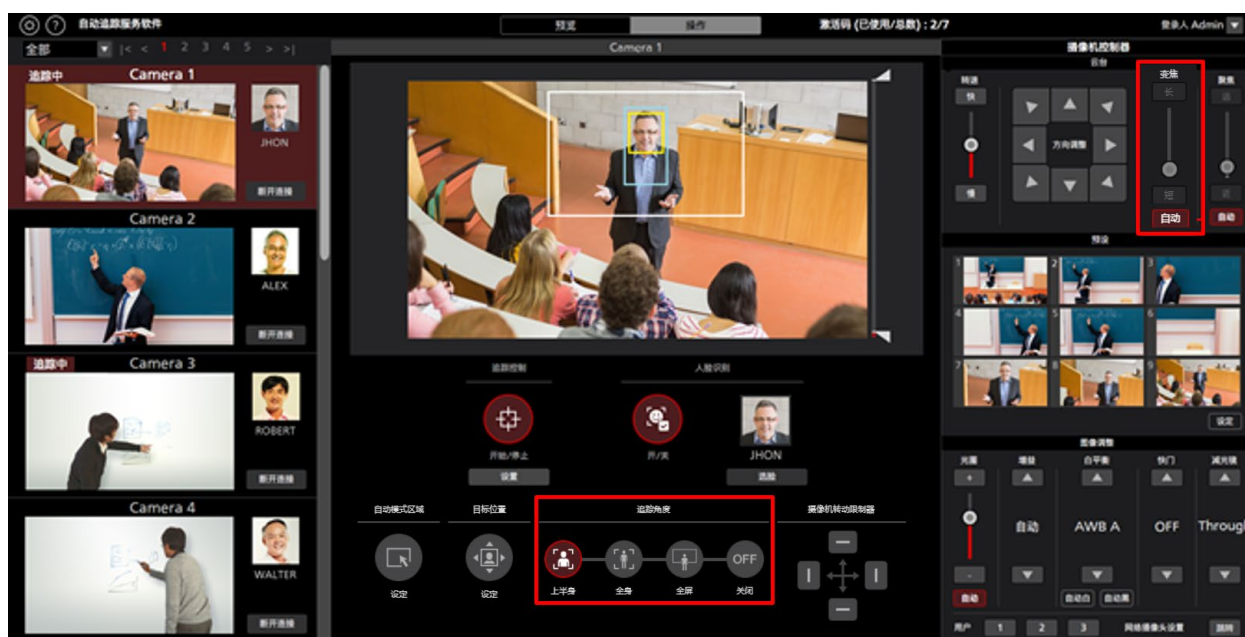 自动追踪服务软件
预览 操作
激活码 (已使用/总数) : 2/7
登录人 Admin
全部
|< < 1 2 3 4 5 > >|
追踪中 Camera 1
JHON
断开连接
Camera 2
ALEX
断开连接
追踪中 Camera 3
ROBERT
断开连接
Camera 4
WALTER
断开连接
Camera 1
追踪控制
开始/停止
设置
人脸识别
开/关
JHON
选脸
自动模式区域
设定
目标位置
设定
追踪角度
上半身 全身 全屏 OFF 关闭
摄像机转动限制器
摄像机控制器
云台
快
慢
方向调整
变焦
长
短
自动
聚焦
远
近
自动
预设
1 2 3
4 5 6
7 8 9
设定
图像调整
光圈 增益 白平衡 快门 减光镜
+
-
自动
自动
AWB A
自动白 自动黑
OFF
Through
用户 1 2 3 网络摄像头设置 跳转